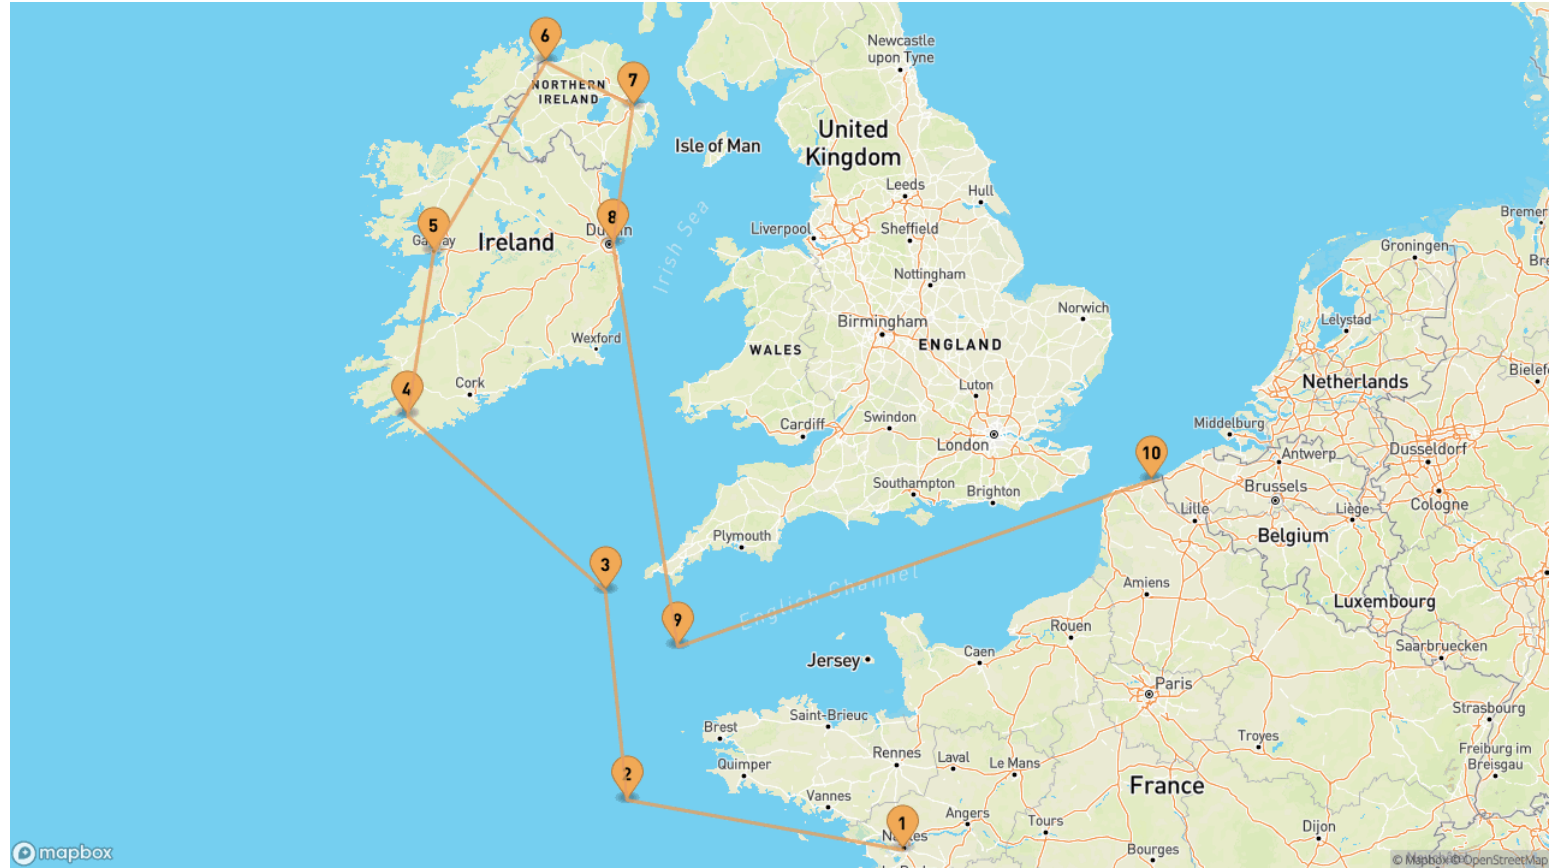 6
Newcastle
upon Tyne
7
NORTHERN
IRELAND
Isle of Man
United
Kingdom
Leeds
Hull
5
Galway
Ireland
8
Dublin
Irish Sea
Liverpool
Sheffield
Groningen
Nottingham
Norwich
Lelystad
Birmingham
ENGLAND
WALES
Wexford
4
Cork
Luton
Netherlands
Cardiff
Swindon
London
Middelburg
10
Antwerp
Dusseldorf
Southampton
Brighton
Brussels
Cologne
Lille
Liège
Plymouth
Belgium
3
English Channel
Amiens
Luxembourg
9
Rouen
Saarbruecken
Jersey
Caen
Paris
Strasbourg
Brest
Saint-Brieuc
Troyes
Rennes
Laval
Le Mans
Freiburg im
Breisgau
2
Quimper
Vannes
France
1
Nantes
Angers
Tours
Dijon
Bourges
mapbox
© Mapbox © OpenStreetMap